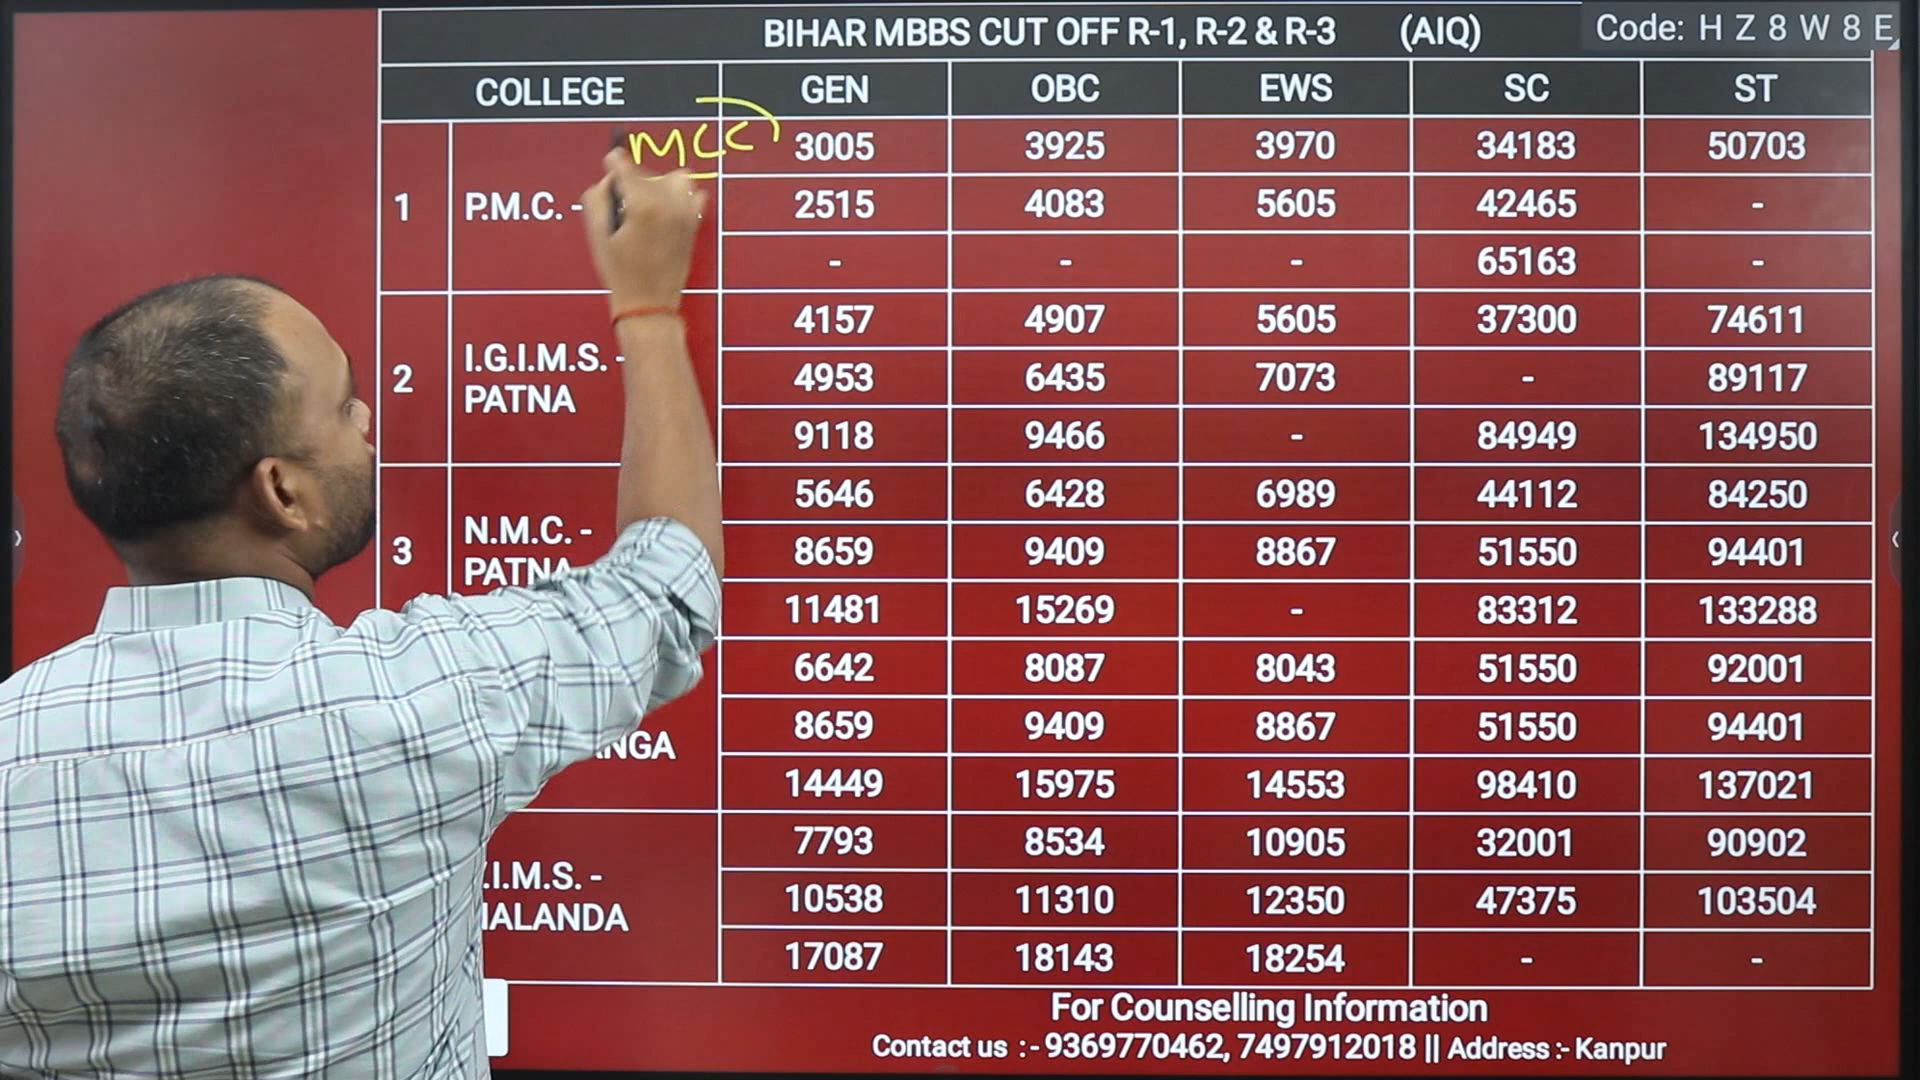 BIHAR MBBS CUT OFF R-1, R-2 & R-3 (AIQ) Code: H Z 8 W 8 E
COLLEGE GEN OBC EWS SC ST
MCC 3005 3925 3970 34183 50703
1 P.M.C. - 2515 4083 5605 42465 -
- - - 65163 -
4157 4907 5605 37300 74611
2 I.G.I.M.S. - PATNA 4953 6435 7073 - 89117
9118 9466 - 84949 134950
5646 6428 6989 44112 84250
3 N.M.C. - PATNA 8659 9409 8867 51550 94401
11481 15269 - 83312 133288
6642 8087 8043 51550 92001
8659 9409 8867 51550 94401
14449 15975 14553 98410 137021
7793 8534 10905 32001 90902
.I.M.S. - 10538 11310 12350 47375 103504
17087 18143 18254 - -
For Counselling Information
Contact us :- 9369770462, 7497912018 || Address :- Kanpur